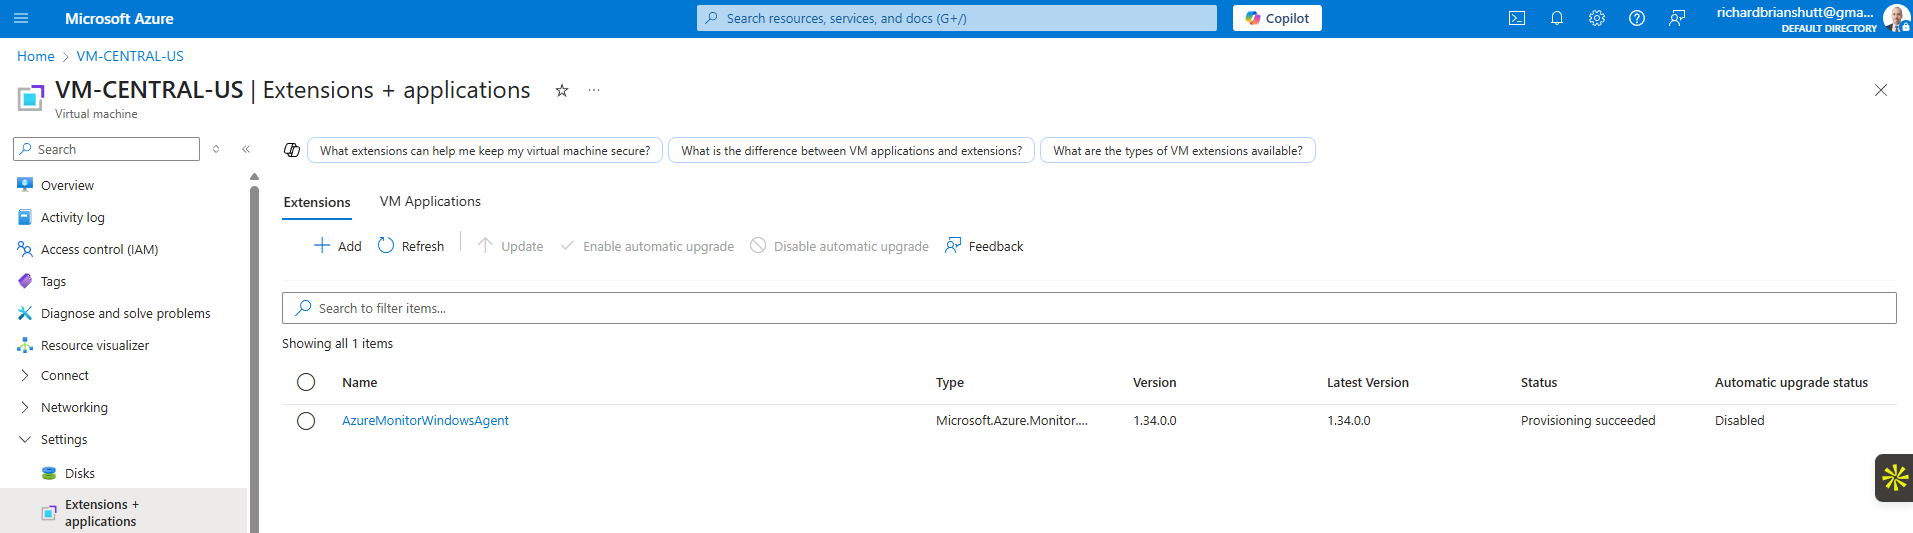 Microsoft Azure
Search resources, services, and docs (G+/)
Copilot
richardbrianshutt@gma...
DEFAULT DIRECTORY
Home > VM-CENTRAL-US
VM-CENTRAL-US | Extensions + applications
Virtual machine
Search
What extensions can help me keep my virtual machine secure?
What is the difference between VM applications and extensions?
What are the types of VM extensions available?
Overview
Activity log
Access control (IAM)
Tags
Diagnose and solve problems
Resource visualizer
Connect
Networking
Settings
Disks
Extensions +
applications
Extensions
VM Applications
Add
Refresh
Update
Enable automatic upgrade
Disable automatic upgrade
Feedback
Search to filter items...
Showing all 1 items
Name Type Version Latest Version Status Automatic upgrade status
AzureMonitorWindowsAgent Microsoft.Azure.Monitor.... 1.34.0.0 1.34.0.0 Provisioning succeeded Disabled